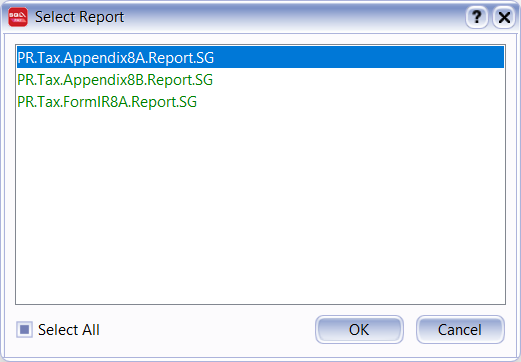 SQL
Select Report
?
PR.Tax.Appendix8A.Report.SG
PR.Tax.Appendix8B.Report.SG
PR.Tax.FormIR8A.Report.SG
Select All
OK
Cancel